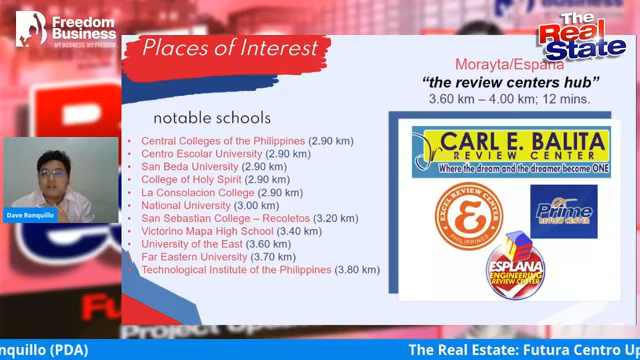 Freedom
Business
MY BUSINESS. MY FREEDOM.
The
Real
State
Places of Interest
Morayta/España
“the review centers hub”
3.60 km – 4.00 km; 12 mins.
notable schools
• Central Colleges of the Philippines (2.90 km)
• Centro Escolar University (2.90 km)
• San Beda University (2.90 km)
• College of Holy Spirit (2.90 km)
• La Consolacion College (2.90 km)
• National University (3.00 km)
• San Sebastian College – Recoletos (3.20 km)
• Victorino Mapa High School (3.40 km)
• University of the East (3.60 km)
• Far Eastern University (3.70 km)
• Technological Institute of the Philippines (3.80 km)
Dr. CARL E. BALITA
REVIEW CENTER
Where the dream and the dreamer become ONE
EXCEL REVIEW CENTER
PHILIPPINES
Prime
REVIEW CENTER
ESPLANA
ENGINEERING
REVIEW CENTER
Dave Ronquillo
Project Upda
nquillo (PDA)
The Real Estate: Futura Centro Up